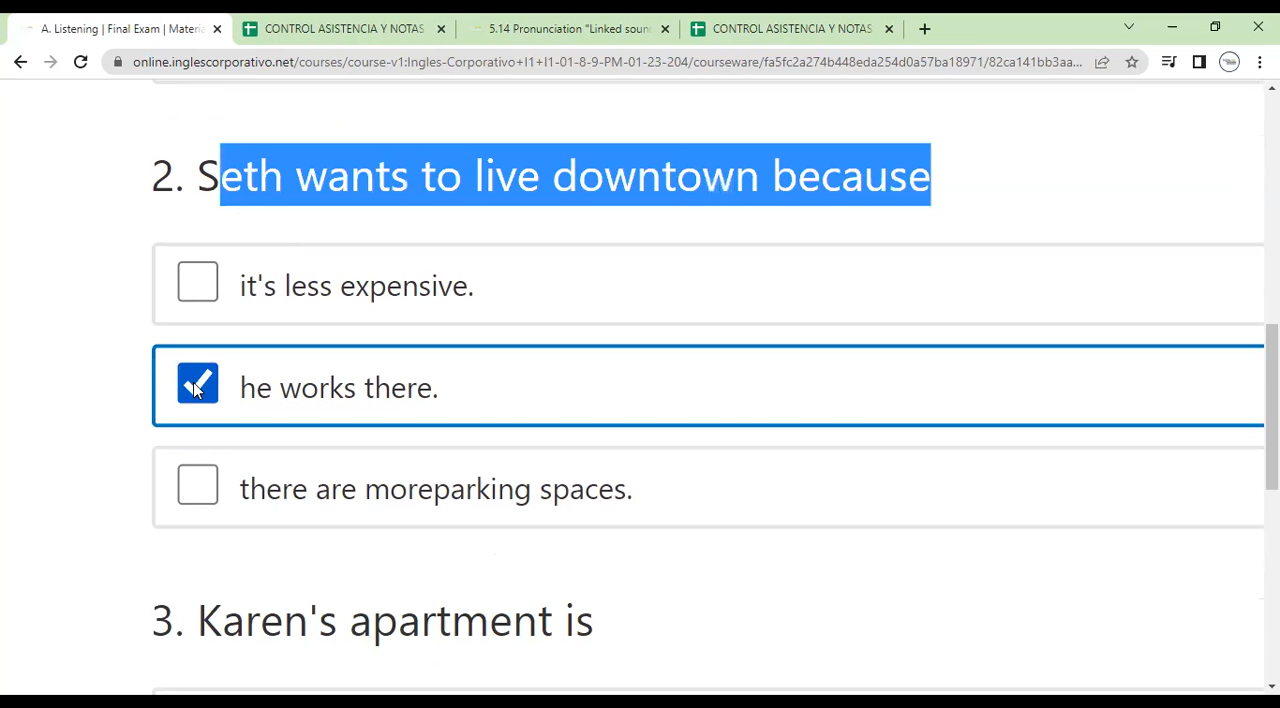 A. Listening | Final Exam | Materia
CONTROL ASISTENCIA Y NOTAS
5.14 Pronunciation "Linked soun
CONTROL ASISTENCIA Y NOTAS
online.inglescorporativo.net/courses/course-v1:Ingles-Corporativo+I1+I1-01-8-9-PM-01-23-204/courseware/fa5fc2a274b448eda254d0a57ba18971/82ca141bb3aa...
2. Seth wants to live downtown because
it's less expensive.
he works there.
there are moreparking spaces.
3. Karen's apartment is